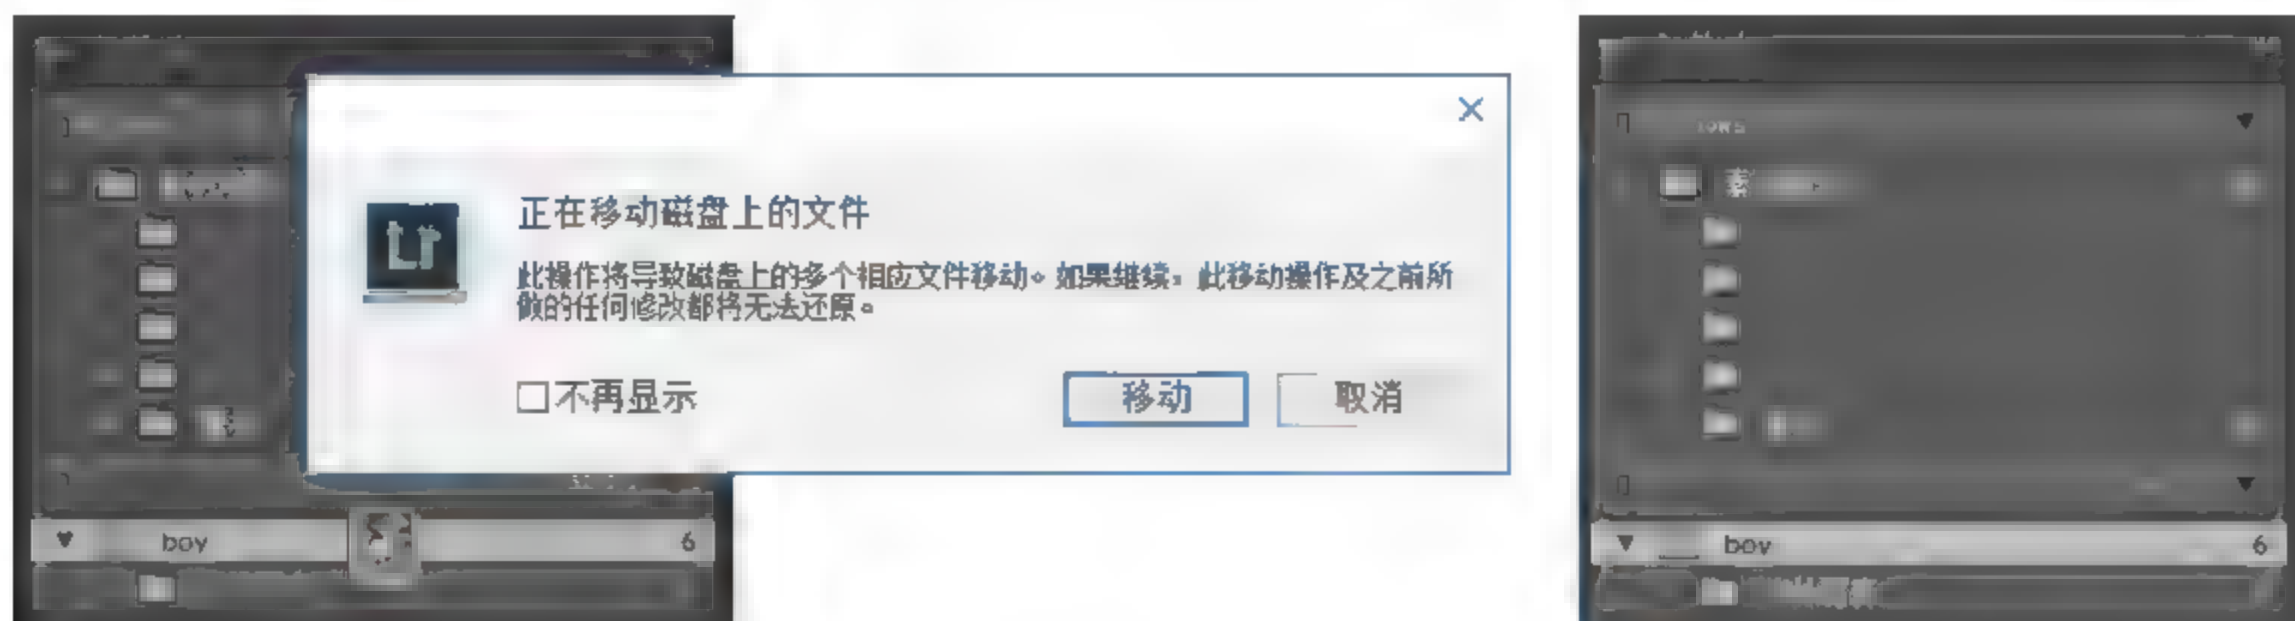 正在移动磁盘上的文件
Lr
此操作将导致磁盘上的多个相应文件移动。如果继续，此移动操作及之前所
做的任何修改都将无法还原。
不再显示
移动
取消
boy
6
boy
6